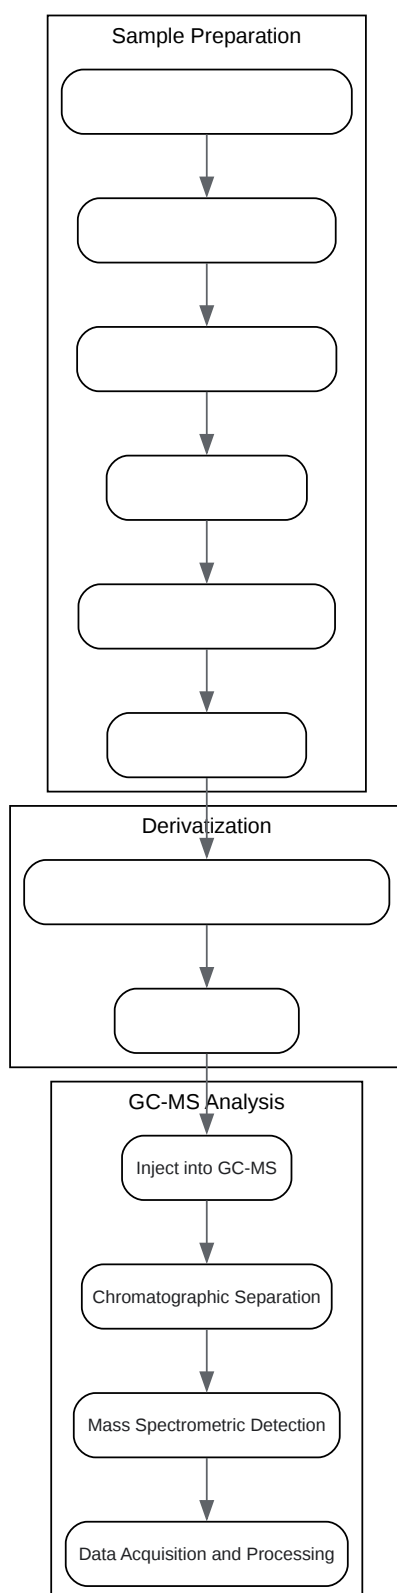 Sample Preparation
Derivatization
GC-MS Analysis
Inject into GC-MS
Chromatographic Separation
Mass Spectrometric Detection
Data Acquisition and Processing